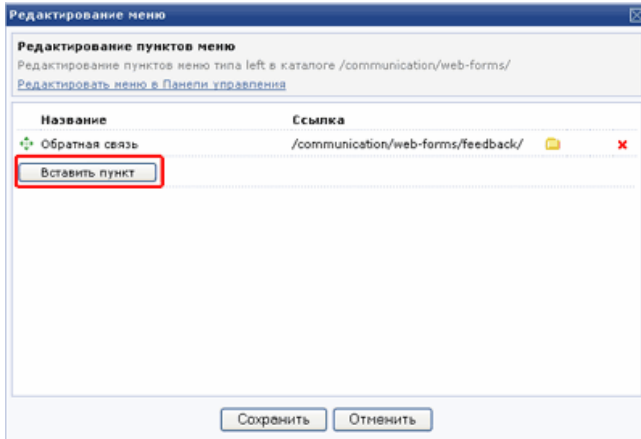 Редактирование меню
Редактирование пунктов меню
Редактирование пунктов меню типа left в каталоге /communication/web-forms/
Редактировать меню в Панели управления
Название Ссылка
Обратная связь /communication/web-forms/feedback/
Вставить пункт
Сохранить Отменить